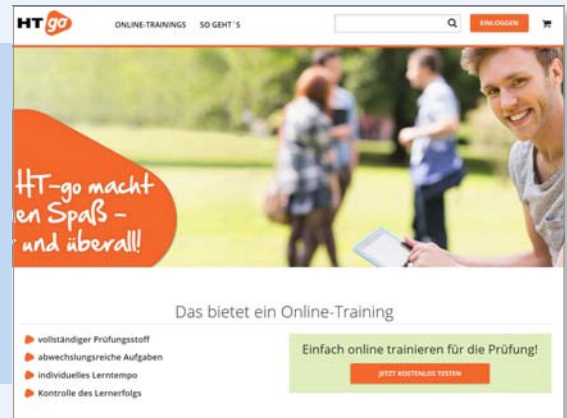 HT go
ONLINE-TRAININGS SO GEHT´S
EINLOGGEN
HT-go macht
en Spaß –
und überall!
Das bietet ein Online-Training
vollständiger Prüfungsstoff
abwechslungsreiche Aufgaben
individuelles Lerntempo
Kontrolle des Lernerfolgs
Einfach online trainieren für die Prüfung!
JETZT KOSTENLOS TESTEN